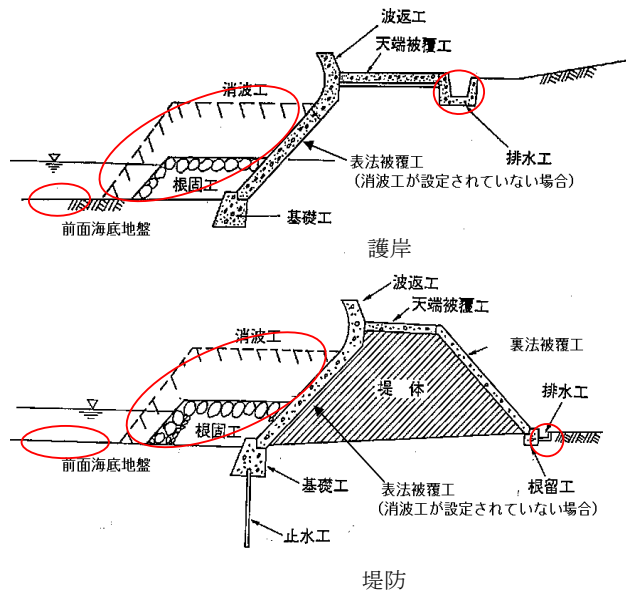 波返工
天端被覆工
消波工
排水工
表法被覆工
(消波工が設定されていない場合)
根固工
基礎工
前面海底地盤
護岸
波返工
天端被覆工
消波工
裏法被覆工
堤 体
排水工
根固工
前面海底地盤
基礎工
表法被覆工
(消波工が設定されていない場合)
根留工
止水工
堤防